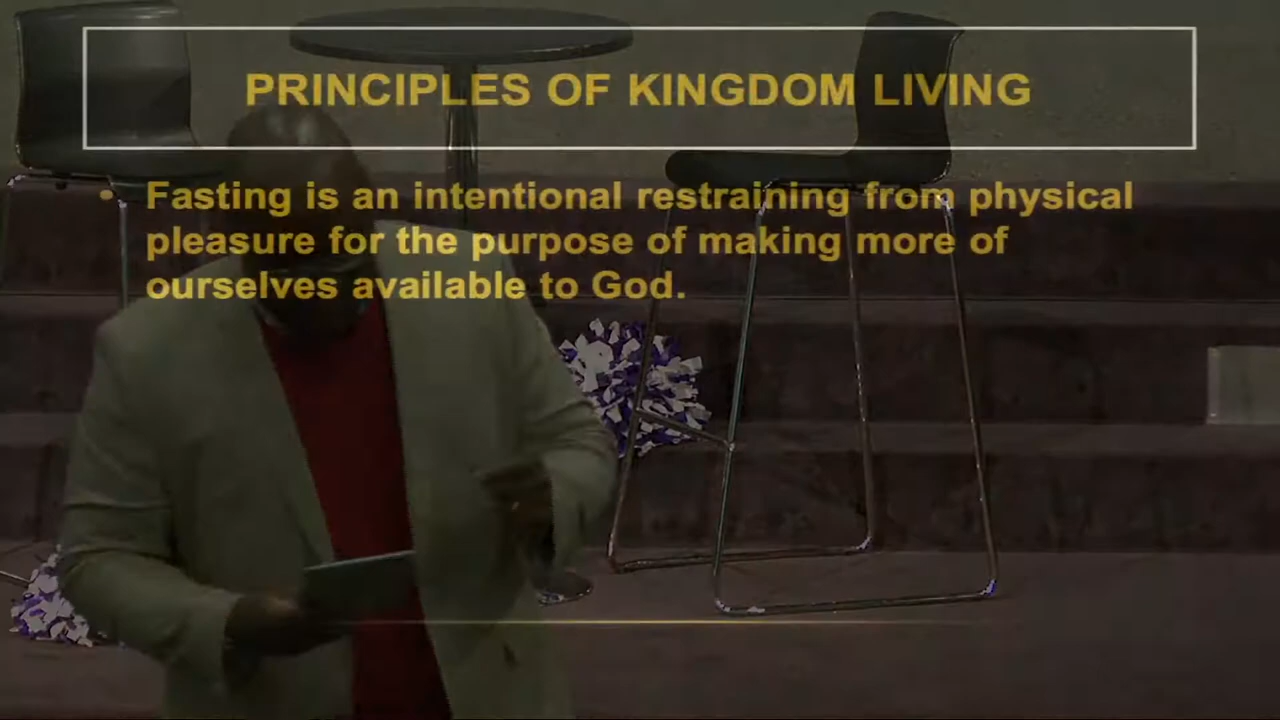 PRINCIPLES OF KINGDOM LIVING
• Fasting is an intentional restraining from physical
pleasure for the purpose of making more of
ourselves available to God.